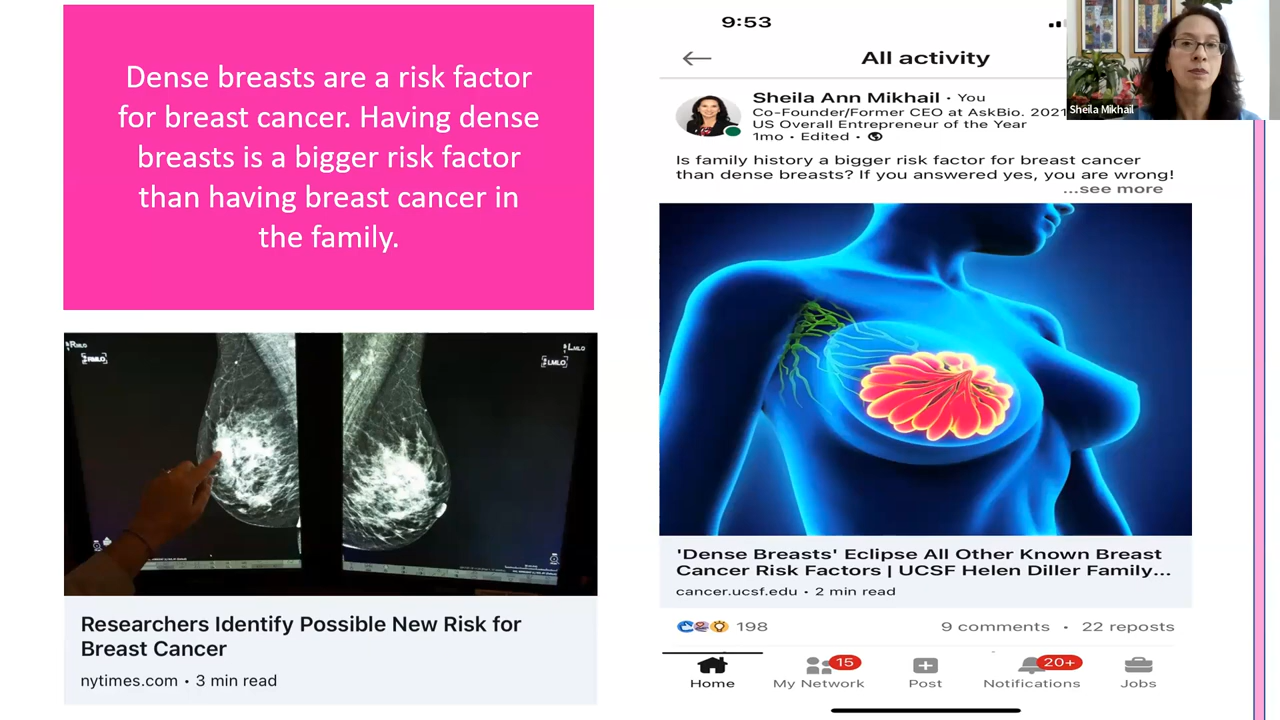 Dense breasts are a risk factor
for breast cancer. Having dense
breasts is a bigger risk factor
than having breast cancer in
the family.
RMLO
RMLO
LMLO
LMLO
Researchers Identify Possible New Risk for
Breast Cancer
nytimes.com • 3 min read
9:53
All activity
Sheila Ann Mikhail • You
Co-Founder/Former CEO at AskBio. 2021
US Overall Entrepreneur of the Year
1mo • Edited •
Is family history a bigger risk factor for breast cancer
than dense breasts? If you answered yes, you are wrong!
...see more
'Dense Breasts' Eclipse All Other Known Breast
Cancer Risk Factors | UCSF Helen Diller Family...
cancer.ucsf.edu • 2 min read
198
9 comments • 22 reposts
15
20+
Home
My Network
Post
Notifications
Jobs
Sheila Mikhail